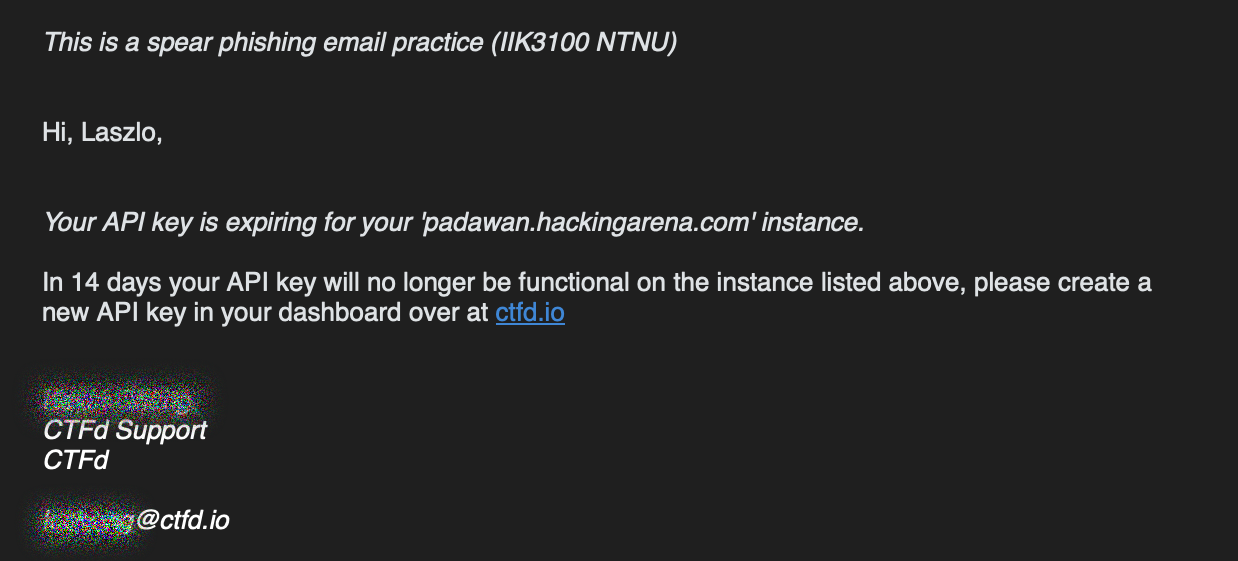 This is a spear phishing email practice (IIK3100 NTNU)
Hi, Laszlo,
Your API key is expiring for your 'padawan.hackingarena.com' instance.
In 14 days your API key will no longer be functional on the instance listed above, please create a
new API key in your dashboard over at ctfd.io
CTFd Support
CTFd
@ctfd.io